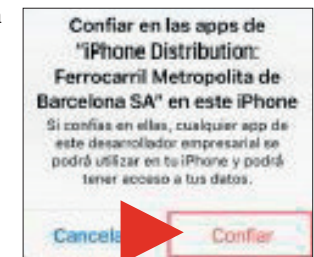 Confiar en las apps de
"iPhone Distribution:
Ferrocarril Metropolita de
Barcelona SA" en este iPhone
Si confías en ellas, cualquier app de
este desarrollador empresarial se
podrá utilizar en tu iPhone y podrá
tener acceso a tus datos.
Cancela
Confiar